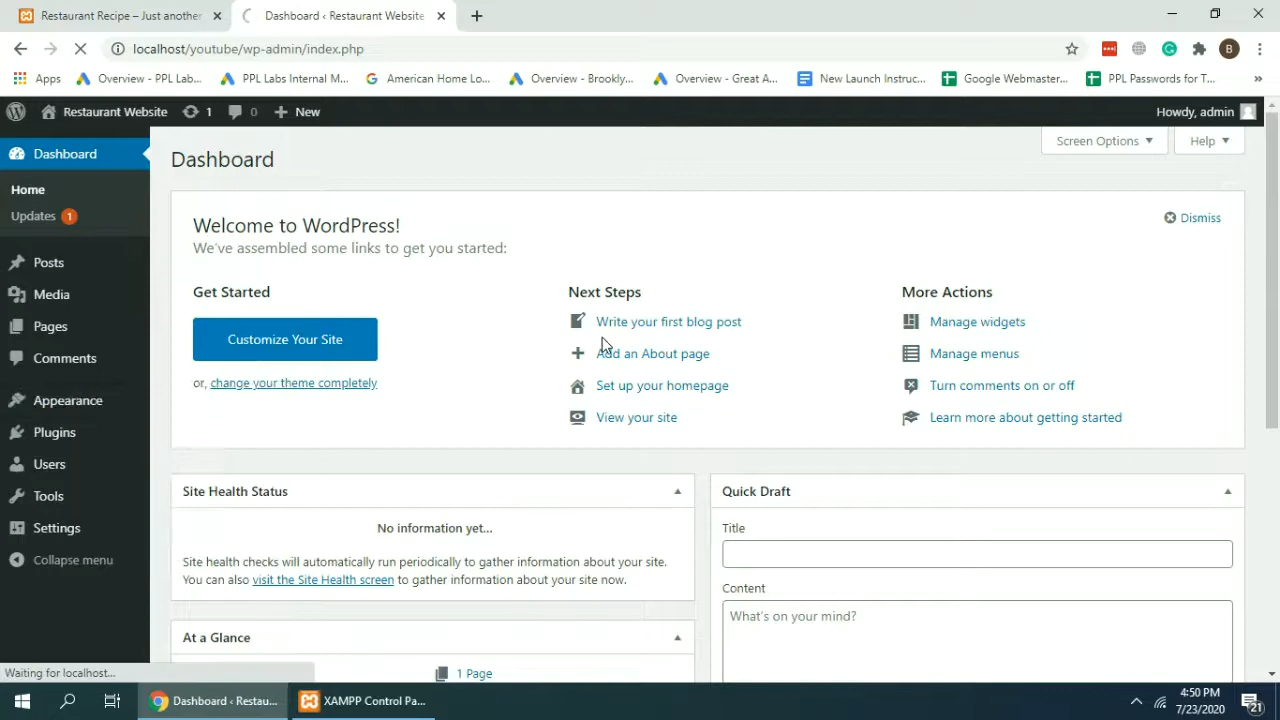 Restaurant Recipe – Just another
Dashboard ‹ Restaurant Website
localhost/youtube/wp-admin/index.php
B
Apps
Overview - PPL Lab...
PPL Labs Internal M...
American Home Lo...
Overview - Brookly...
Overview - Great A...
New Launch Instruc...
Google Webmaster...
PPL Passwords for T...
»
Restaurant Website
1
0
New
Howdy, admin
Dashboard
Home
Updates 1
Posts
Media
Pages
Comments
Appearance
Plugins
Users
Tools
Settings
Collapse menu
Screen Options
Help
Dashboard
Welcome to WordPress!
We've assembled some links to get you started:
Dismiss
Get Started
Customize Your Site
or, change your theme completely
Next Steps
Write your first blog post
Add an About page
Set up your homepage
View your site
More Actions
Manage widgets
Manage menus
Turn comments on or off
Learn more about getting started
Site Health Status
No information yet...
Site health checks will automatically run periodically to gather information about your site.
You can also visit the Site Health screen to gather information about your site now.
At a Glance
1 Page
Quick Draft
Title
Content
What's on your mind?
Waiting for localhost...
Dashboard ‹ Restau...
XAMPP Control Pa...
4:50 PM
7/23/2020
21